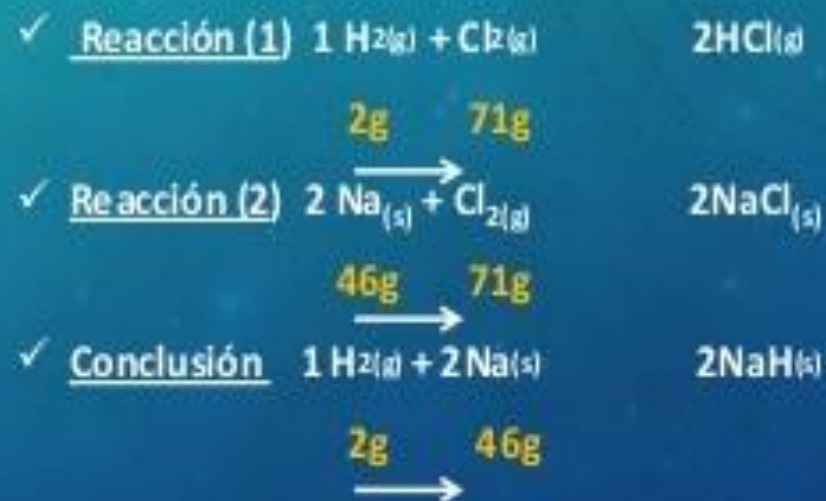 ✓ Reacción (1) 1 H2(g) + Cl2(g) 2HCl(g)
2g 71g
✓ Reacción (2) 2 Na(s) + Cl2(g) 2NaCl(s)
46g 71g
✓ Conclusión 1 H2(g) + 2 Na(s) 2NaH(s)
2g 46g